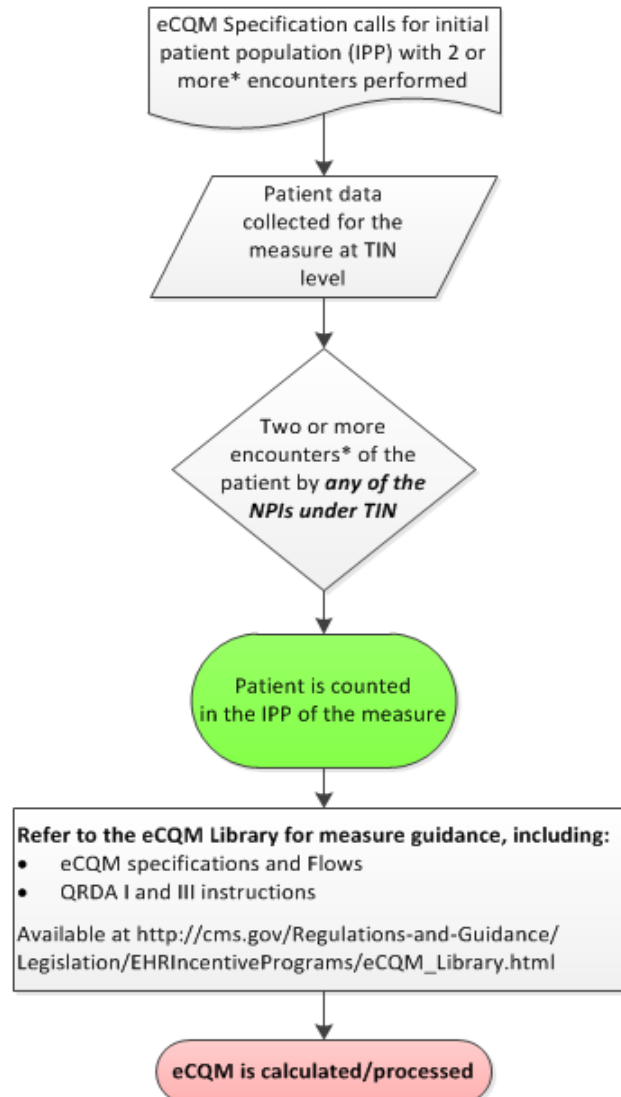 eCQM Specification calls for initial
patient population (IPP) with 2 or
more* encounters performed
Patient data
collected for the
measure at TIN
level
Two or more
encounters* of the
patient by any of the
NPIs under TIN
Patient is counted
in the IPP of the measure
Refer to the eCQM Library for measure guidance, including:
• eCQM specifications and Flows
• QRDA I and III instructions
Available at http://cms.gov/Regulations-and-Guidance/
Legislation/EHRIncentivePrograms/eCQM_Library.html
eCQM is calculated/processed